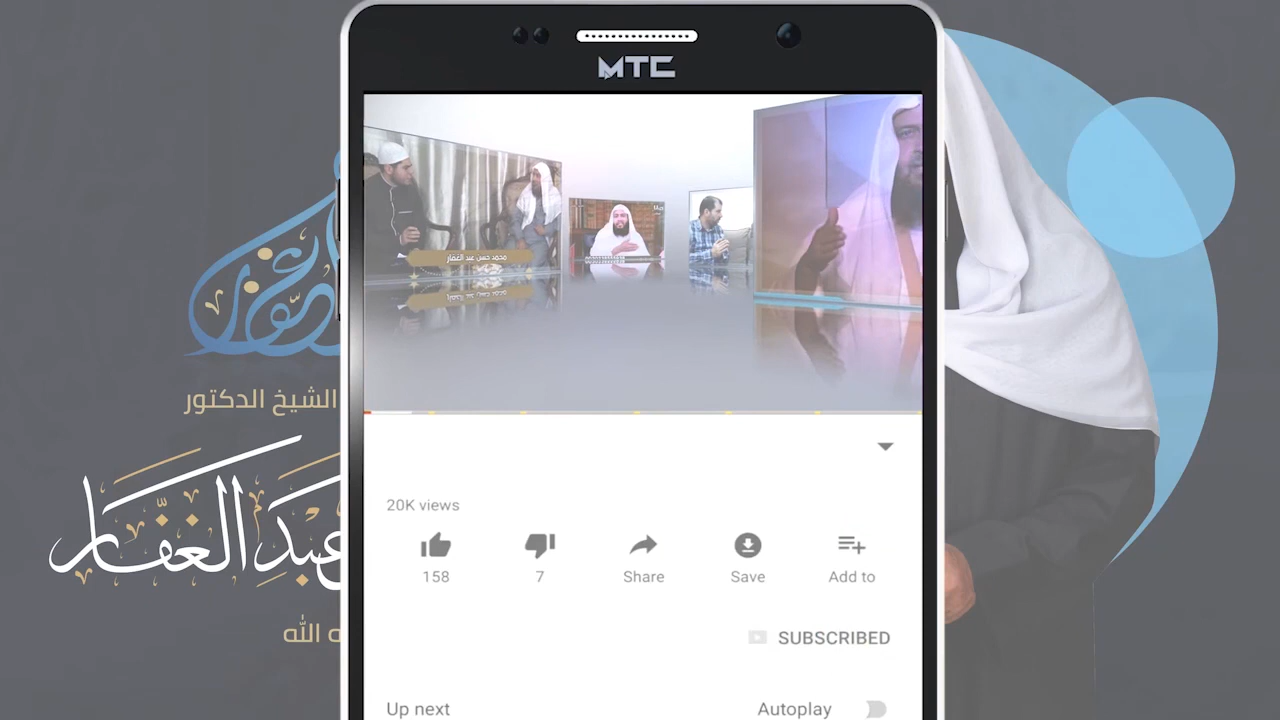 MTC
محمد حسن عبد الغفار
الشيخ الدكتور
عبد الغفار
ه الله
20K views
158
7
Share
Save
Add to
SUBSCRIBED
Up next
Autoplay